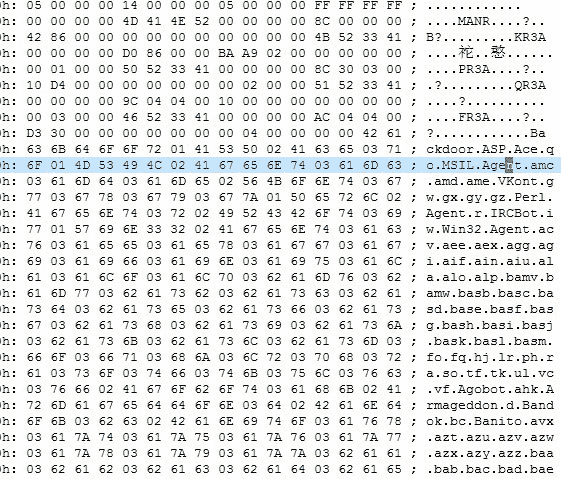 0h: 05 00 00 00 14 00 00 00 05 00 00 00 FF FF FF FF ; ............
0h: 00 00 00 00 4D 41 4E 52 00 00 00 00 8C 00 00 00 ; ....MANR....?..
0h: 42 86 00 00 00 00 00 00 00 00 00 00 4B 52 33 41 ; B?..........KR3A
0h: 00 00 00 00 D0 86 00 00 BA A9 02 00 00 00 00 00 ; ....袉..憨......
0h: 00 01 00 00 50 52 33 41 00 00 00 00 8C 30 03 00 ; ....PR3A....?..
0h: 10 D4 00 00 00 00 00 00 02 00 00 00 51 52 33 41 ; .?..........QR3A
0h: 00 00 00 00 9C 04 04 00 10 00 00 00 00 00 00 00 ; ....?...........
0h: 00 03 00 00 46 52 33 41 00 00 00 00 AC 04 04 00 ; ....FR3A....?..
0h: D3 30 00 00 00 00 00 00 04 00 00 00 00 00 42 61 ; ?............Ba
0h: 63 6B 64 6F 6F 72 01 41 53 50 02 41 63 65 03 71 ; ckdoor.ASP.Ace.q
0h: 6F 01 4D 53 49 4C 02 41 67 65 6E 74 03 61 6D 63 ; o.MSIL.Agent.amc
0h: 03 61 6D 64 03 61 6D 65 02 56 4B 6F 6E 74 03 67 ; .amd.ame.VKont.g
0h: 77 03 67 78 03 67 79 03 67 7A 01 50 65 72 6C 02 ; w.gx.gy.gz.Perl.
0h: 41 67 65 6E 74 03 72 02 49 52 43 42 6F 74 03 69 ; Agent.r.IRCBot.i
0h: 77 01 57 69 6E 33 32 02 41 67 65 6E 74 03 61 63 ; w.Win32.Agent.ac
0h: 76 03 61 65 65 03 61 65 78 03 61 67 67 03 61 67 ; v.aee.aex.agg.ag
0h: 69 03 61 69 66 03 61 69 6E 03 61 69 75 03 61 6C ; i.aif.ain.aiu.al
0h: 61 03 61 6C 6F 03 61 6C 70 03 62 61 6D 76 03 62 ; a.alo.alp.bamv.b
0h: 61 6D 77 03 62 61 73 62 03 62 61 73 63 03 62 61 ; amw.basb.basc.ba
0h: 73 64 03 62 61 73 65 03 62 61 73 66 03 62 61 73 ; sd.base.basf.bas
0h: 67 03 62 61 73 68 03 62 61 73 69 03 62 61 73 6A ; g.bash.basi.basj
0h: 03 62 61 73 6B 03 62 61 73 6C 03 62 61 73 6D 03 ; .bask.basl.basm.
0h: 66 6F 03 66 71 03 68 6A 03 6C 72 03 70 68 03 72 ; fo.fq.hj.lr.ph.r
0h: 61 03 73 6F 03 74 66 03 74 6B 03 75 6C 03 76 63 ; a.so.tf.tk.ul.vc
0h: 03 76 66 02 41 67 6F 62 6F 74 03 61 68 6B 02 41 ; .vf.Agobot.ahk.A
0h: 72 6D 61 67 65 64 64 6F 6E 03 64 02 42 61 6E 64 ; rmageddon.d.Band
0h: 6F 6B 03 62 63 02 42 61 6E 69 74 6F 03 61 76 78 ; ok.bc.Banito.avx
0h: 03 61 7A 74 03 61 7A 75 03 61 7A 76 03 61 7A 77 ; .azt.azu.azv.azw
0h: 03 61 7A 78 03 61 7A 79 03 61 7A 7A 03 62 61 61 ; .azx.azy.azz.baa
0h: 03 62 61 62 03 62 61 63 03 62 61 64 03 62 61 65 ; .bab.bac.bad.bae